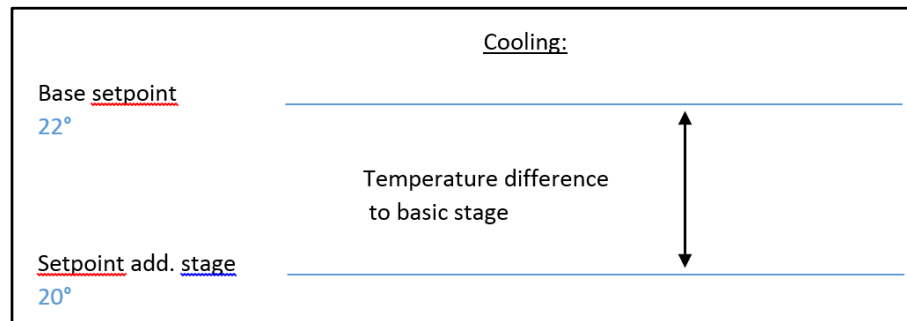 Cooling:
Base setpoint
22°
Temperature difference
to basic stage
Setpoint add. stage
20°